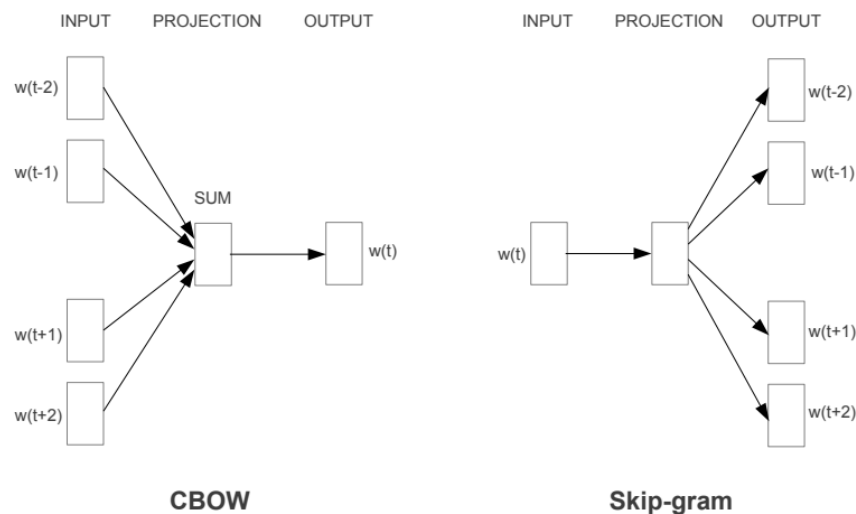 INPUT PROJECTION OUTPUT
w(t-2)
w(t-1)
SUM
w(t)
w(t+1)
w(t+2)
CBOW
INPUT PROJECTION OUTPUT
w(t-2)
w(t-1)
w(t)
w(t+1)
w(t+2)
Skip-gram